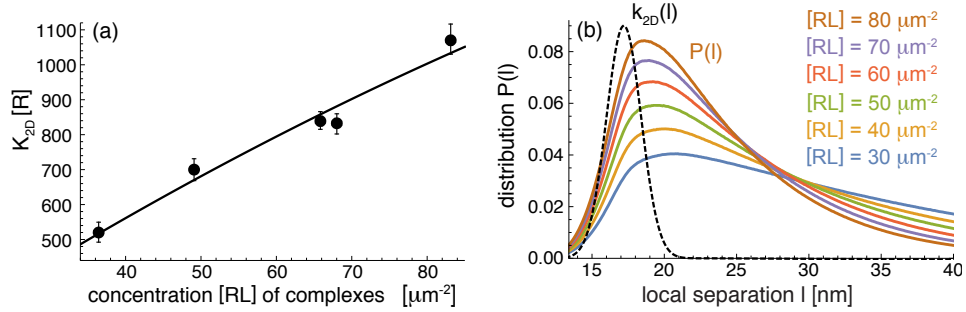 (a)
K2D [R]
1100
1000
900
800
700
600
500
40
50
60
70
80
concentration [RL] of complexes [μm-2]
(b)
k2D(l)
P(l)
[RL] = 80 μm-2
[RL] = 70 μm-2
[RL] = 60 μm-2
[RL] = 50 μm-2
[RL] = 40 μm-2
[RL] = 30 μm-2
distribution P(l)
0.08
0.06
0.04
0.02
0.00
15
20
25
30
35
40
local separation l [nm]